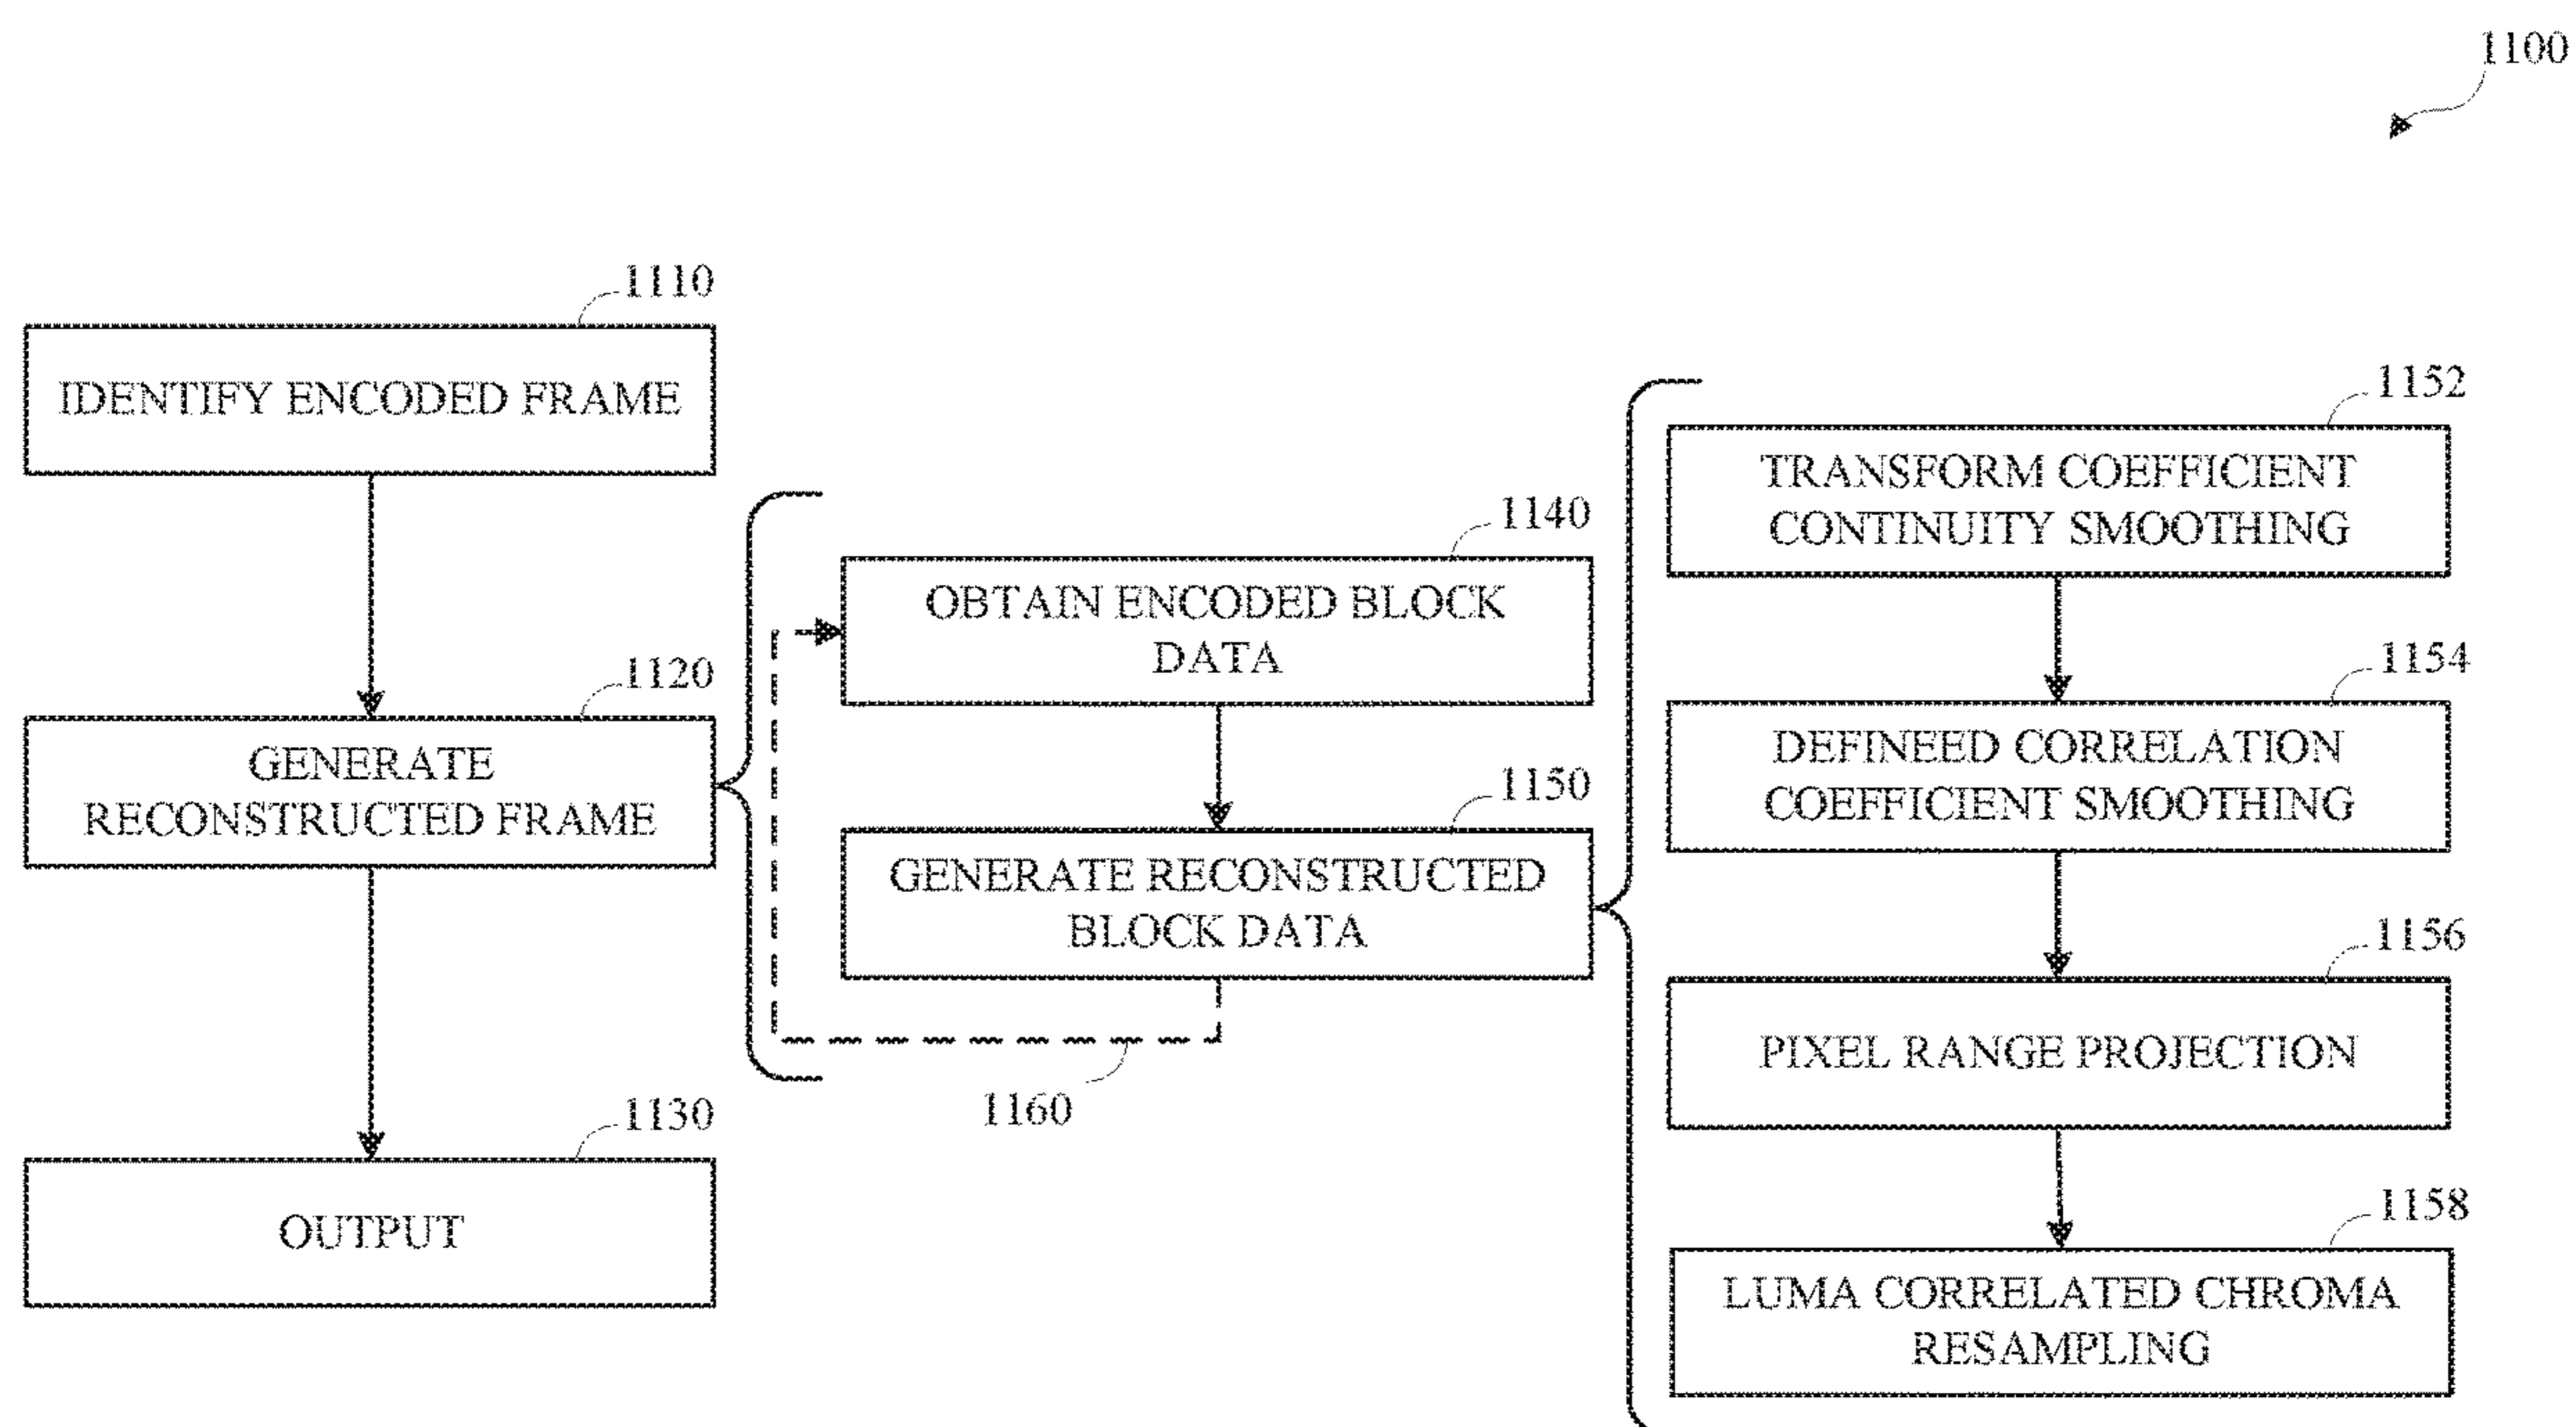 1100
1110
IDENTIFY ENCODED FRAME
1120
GENERATE
RECONSTRUCTED FRAME
1130
OUTPUT
1140
OBTAIN ENCODED BLOCK
DATA
1150
GENERATE RECONSTRUCTED
BLOCK DATA
1160
1152
TRANSFORM COEFFICIENT
CONTINUITY SMOOTHING
1154
DEFINEED CORRELATION
COEFFICIENT SMOOTHING
1156
PIXEL RANGE PROJECTION
1158
LUMA CORRELATED CHROMA
RESAMPLING